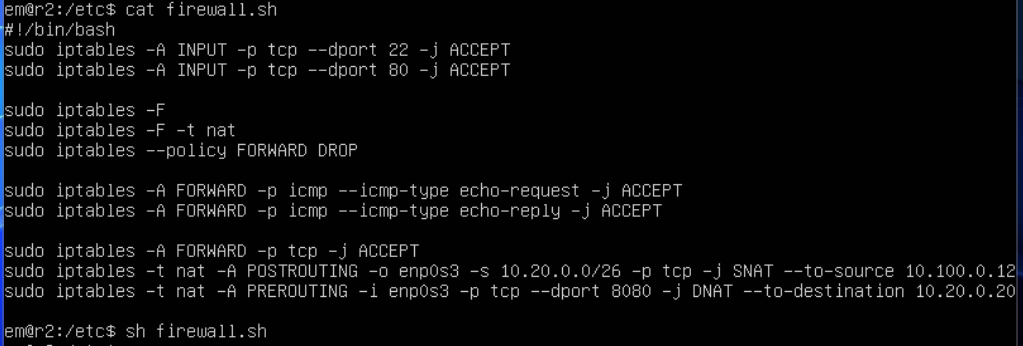 em@r2:/etc$ cat firewall.sh
#!/bin/bash
sudo iptables -A INPUT -p tcp --dport 22 -j ACCEPT
sudo iptables -A INPUT -p tcp --dport 80 -j ACCEPT
sudo iptables -F
sudo iptables -F -t nat
sudo iptables --policy FORWARD DROP
sudo iptables -A FORWARD -p icmp --icmp-type echo-request -j ACCEPT
sudo iptables -A FORWARD -p icmp --icmp-type echo-reply -j ACCEPT
sudo iptables -A FORWARD -p tcp -j ACCEPT
sudo iptables -t nat -A POSTROUTING -o enp0s3 -s 10.20.0.0/26 -p tcp -j SNAT --to-source 10.100.0.12
sudo iptables -t nat -A PREROUTING -i enp0s3 -p tcp --dport 8080 -j DNAT --to-destination 10.20.0.20
em@r2:/etc$ sh firewall.sh